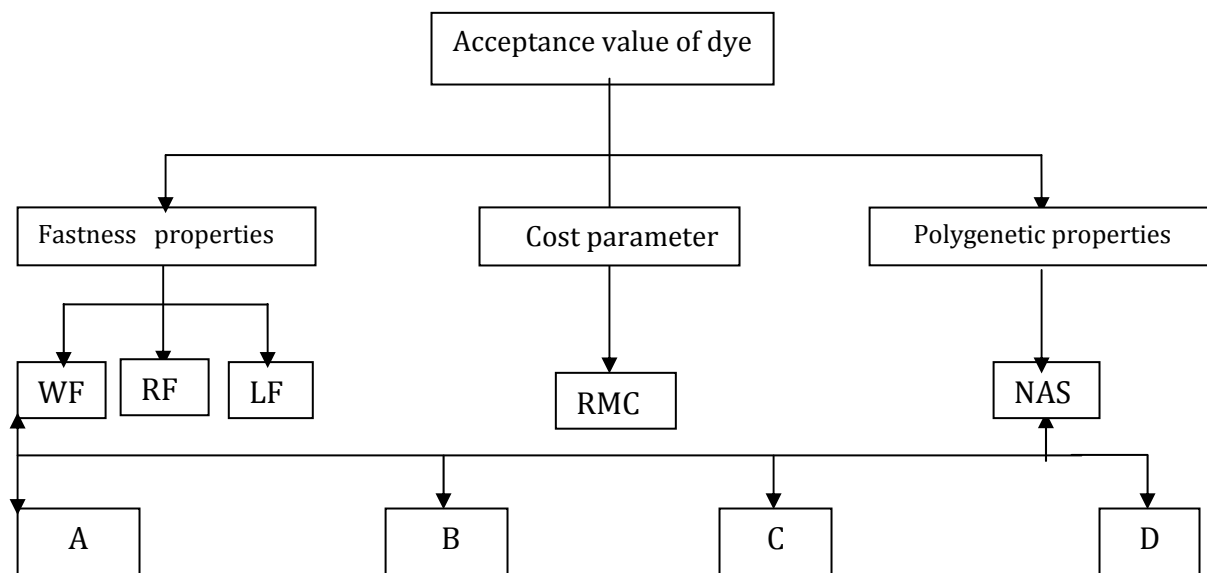 Acceptance value of dye
Fastness properties
Cost parameter
Polygenetic properties
WF
RF
LF
RMC
NAS
A
B
C
D